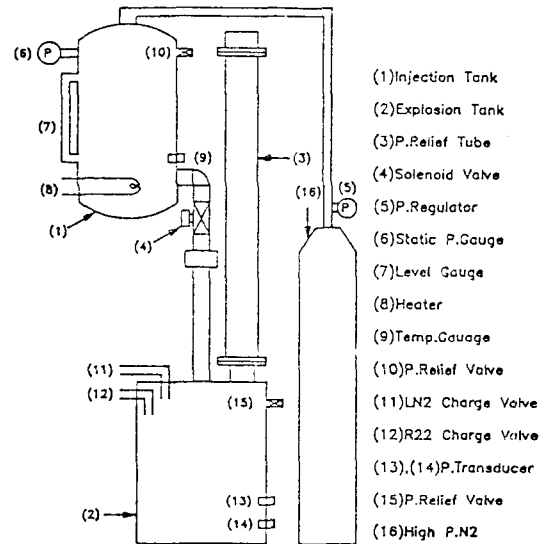 (6) P
(10)
(7)
(8)
(9)
(3)
(1)
(4)
(16)
(5)
P
(11)
(12)
(15)
(2)
(13)
(14)
(1)Injection Tank
(2)Explosion Tank
(3)P.Relief Tube
(4)Solenoid Valve
(5)P.Regulator
(6)Static P.Gauge
(7)Level Gauge
(8)Heater
(9)Temp.Gauage
(10)P.Relief Valve
(11)LN2 Charge Valve
(12)R22 Charge Valve
(13),(14)P.Transducer
(15)P.Relief Valve
(16)High P.N2